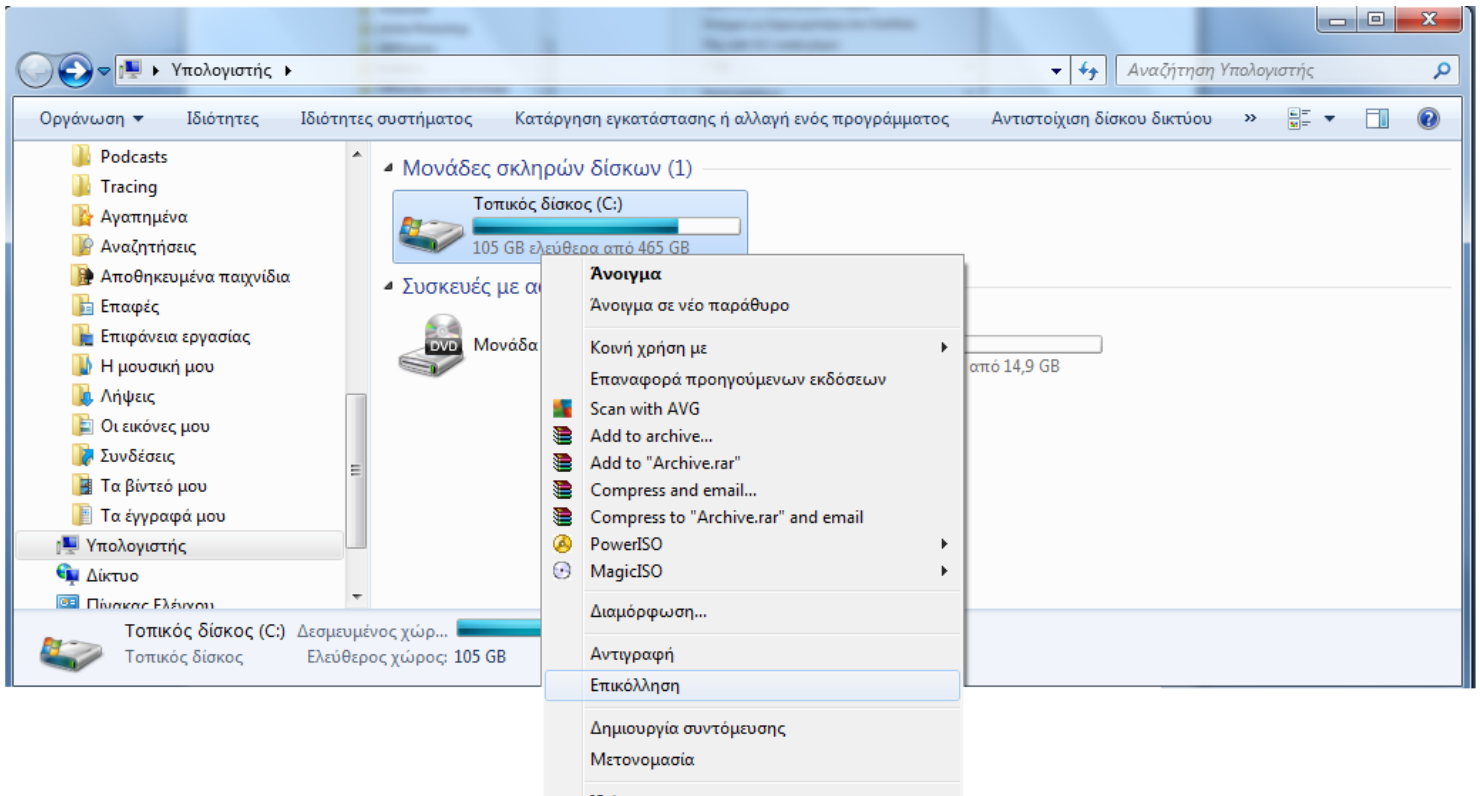 Υπολογιστής
Αναζήτηση Υπολογιστής
Οργάνωση Ιδιότητες Ιδιότητες συστήματος Κατάργηση εγκατάστασης ή αλλαγή ενός προγράμματος Αντιστοίχιση δίσκου δικτύου »
Podcasts
Tracing
Αγαπημένα
Αναζητήσεις
Αποθηκευμένα παιχνίδια
Επαφές
Επιφάνεια εργασίας
Η μουσική μου
Λήψεις
Οι εικόνες μου
Συνδέσεις
Τα βίντεό μου
Τα έγγραφά μου
Υπολογιστής
Δίκτυο
Πίνακας Ελέγχου
Μονάδες σκληρών δίσκων (1)
Τοπικός δίσκος (C:)
105 GB ελεύθερα από 465 GB
Συσκευές με
DVD
Μονάδα
από 14,9 GB
Άνοιγμα
Άνοιγμα σε νέο παράθυρο
Κοινή χρήση με
Επαναφορά προηγούμενων εκδόσεων
Scan with AVG
Add to archive...
Add to "Archive.rar"
Compress and email...
Compress to "Archive.rar" and email
PowerISO
MagicISO
Διαμόρφωση...
Αντιγραφή
Επικόλληση
Δημιουργία συντόμευσης
Μετονομασία
Τοπικός δίσκος (C:) Δεσμευμένος χώρ...
Τοπικός δίσκος Ελεύθερος χώρος: 105 GB